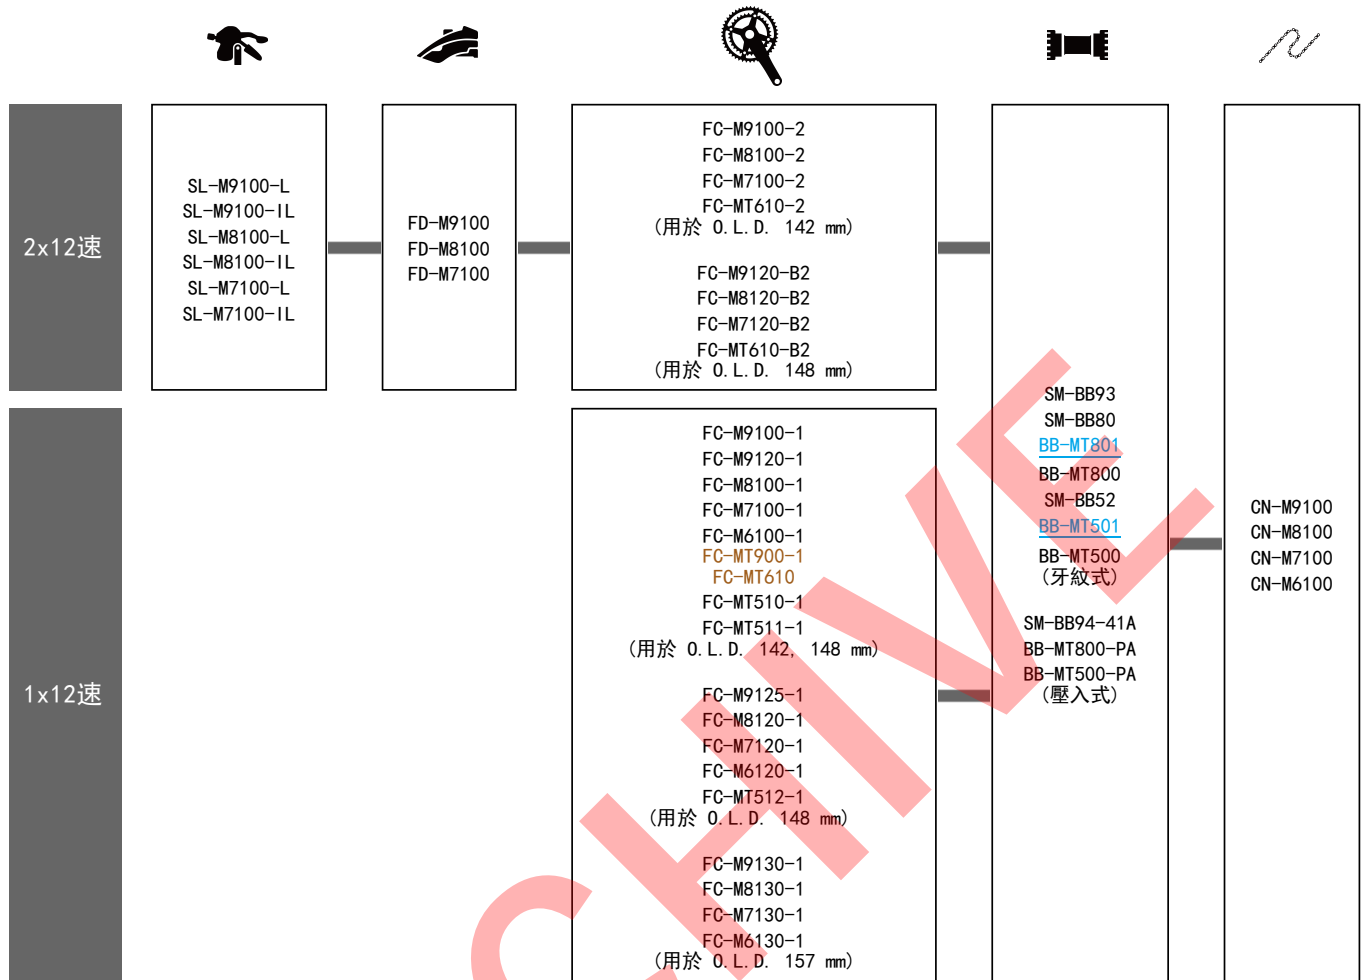 2x12速
SL-M9100-L
SL-M9100-IL
SL-M8100-L
SL-M8100-IL
SL-M7100-L
SL-M7100-IL
FD-M9100
FD-M8100
FD-M7100
FC-M9100-2
FC-M8100-2
FC-M7100-2
FC-MT610-2
(用於 O.L.D. 142 mm)
FC-M9120-B2
FC-M8120-B2
FC-M7120-B2
FC-MT610-B2
(用於 O.L.D. 148 mm)
1x12速
FC-M9100-1
FC-M9120-1
FC-M8100-1
FC-M7100-1
FC-M6100-1
FC-MT900-1
FC-MT610
FC-MT510-1
FC-MT511-1
(用於 O.L.D. 142, 148 mm)
FC-M9125-1
FC-M8120-1
FC-M7120-1
FC-M6120-1
FC-MT512-1
(用於 O.L.D. 148 mm)
FC-M9130-1
FC-M8130-1
FC-M7130-1
FC-M6130-1
(用於 O.L.D. 157 mm)
SM-BB93
SM-BB80
BB-MT801
BB-MT800
SM-BB52
BB-MT501
BB-MT500
(牙紋式)
SM-BB94-41A
BB-MT800-PA
BB-MT500-PA
(壓入式)
CN-M9100
CN-M8100
CN-M7100
CN-M6100
CHIVE